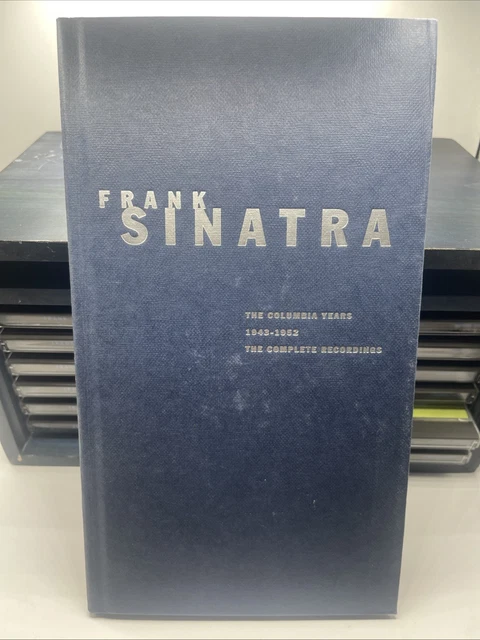 FRANK
SINATRA
THE COLUMBIA YEARS
1943-1952
THE COMPLETE RECORDINGS